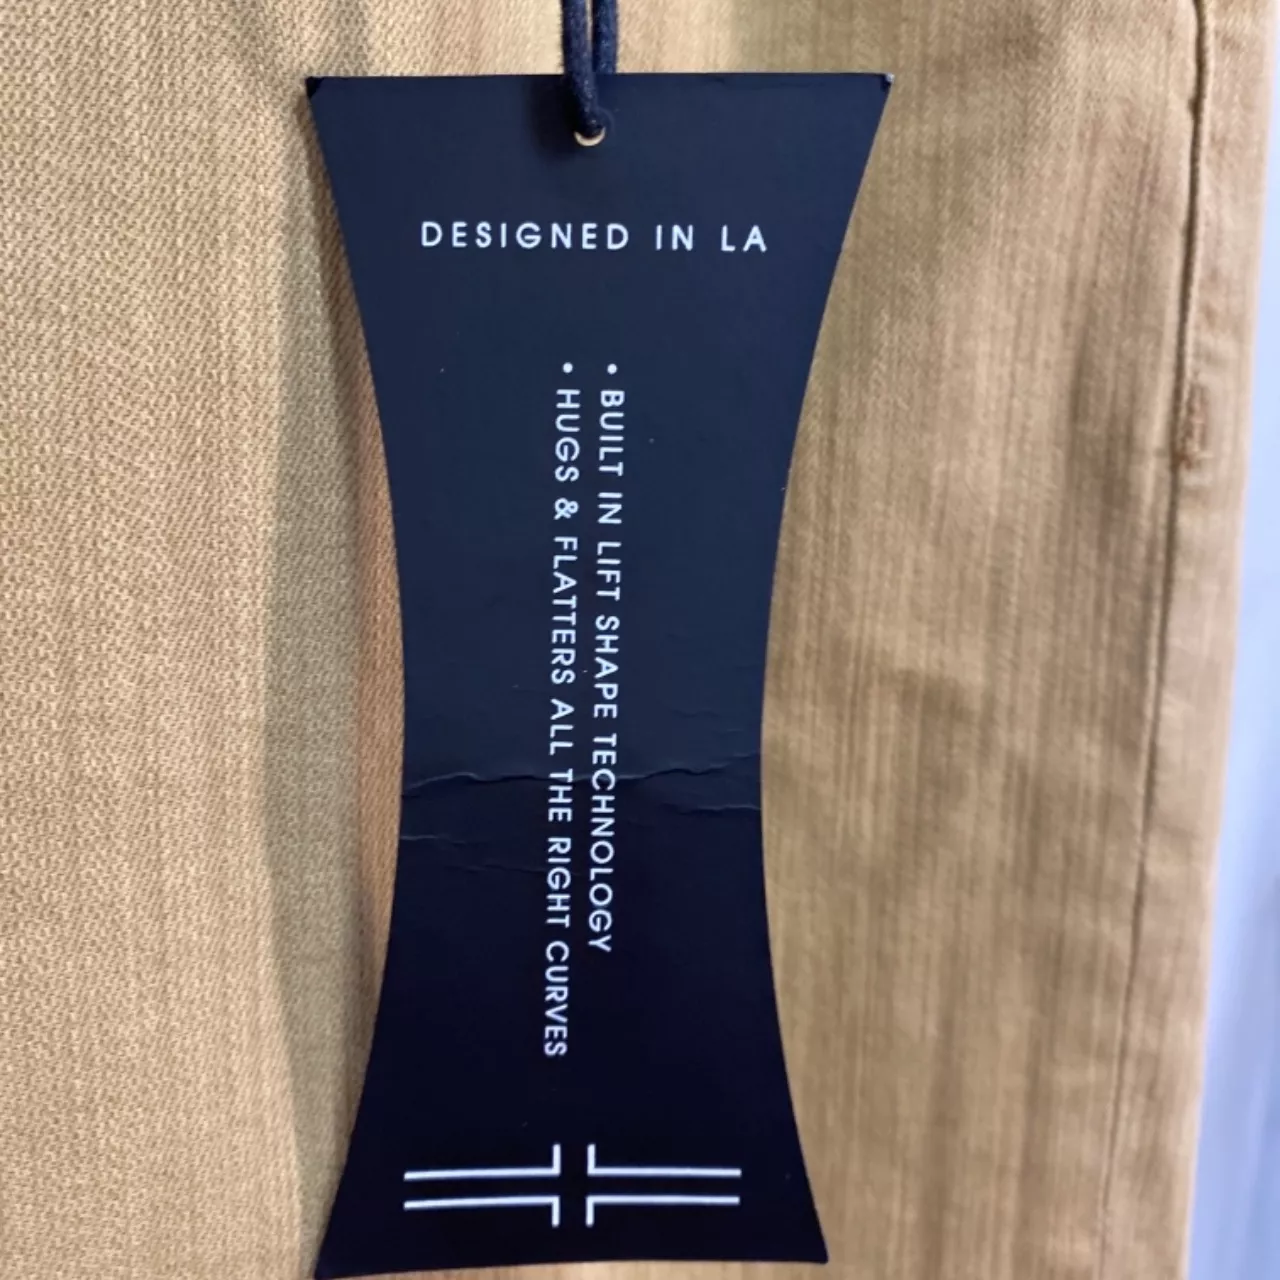 DESIGNED IN LA
• BUILT IN LIFT SHAPE TECHNOLOGY
• HUGS & FLATTERS ALL THE RIGHT CURVES